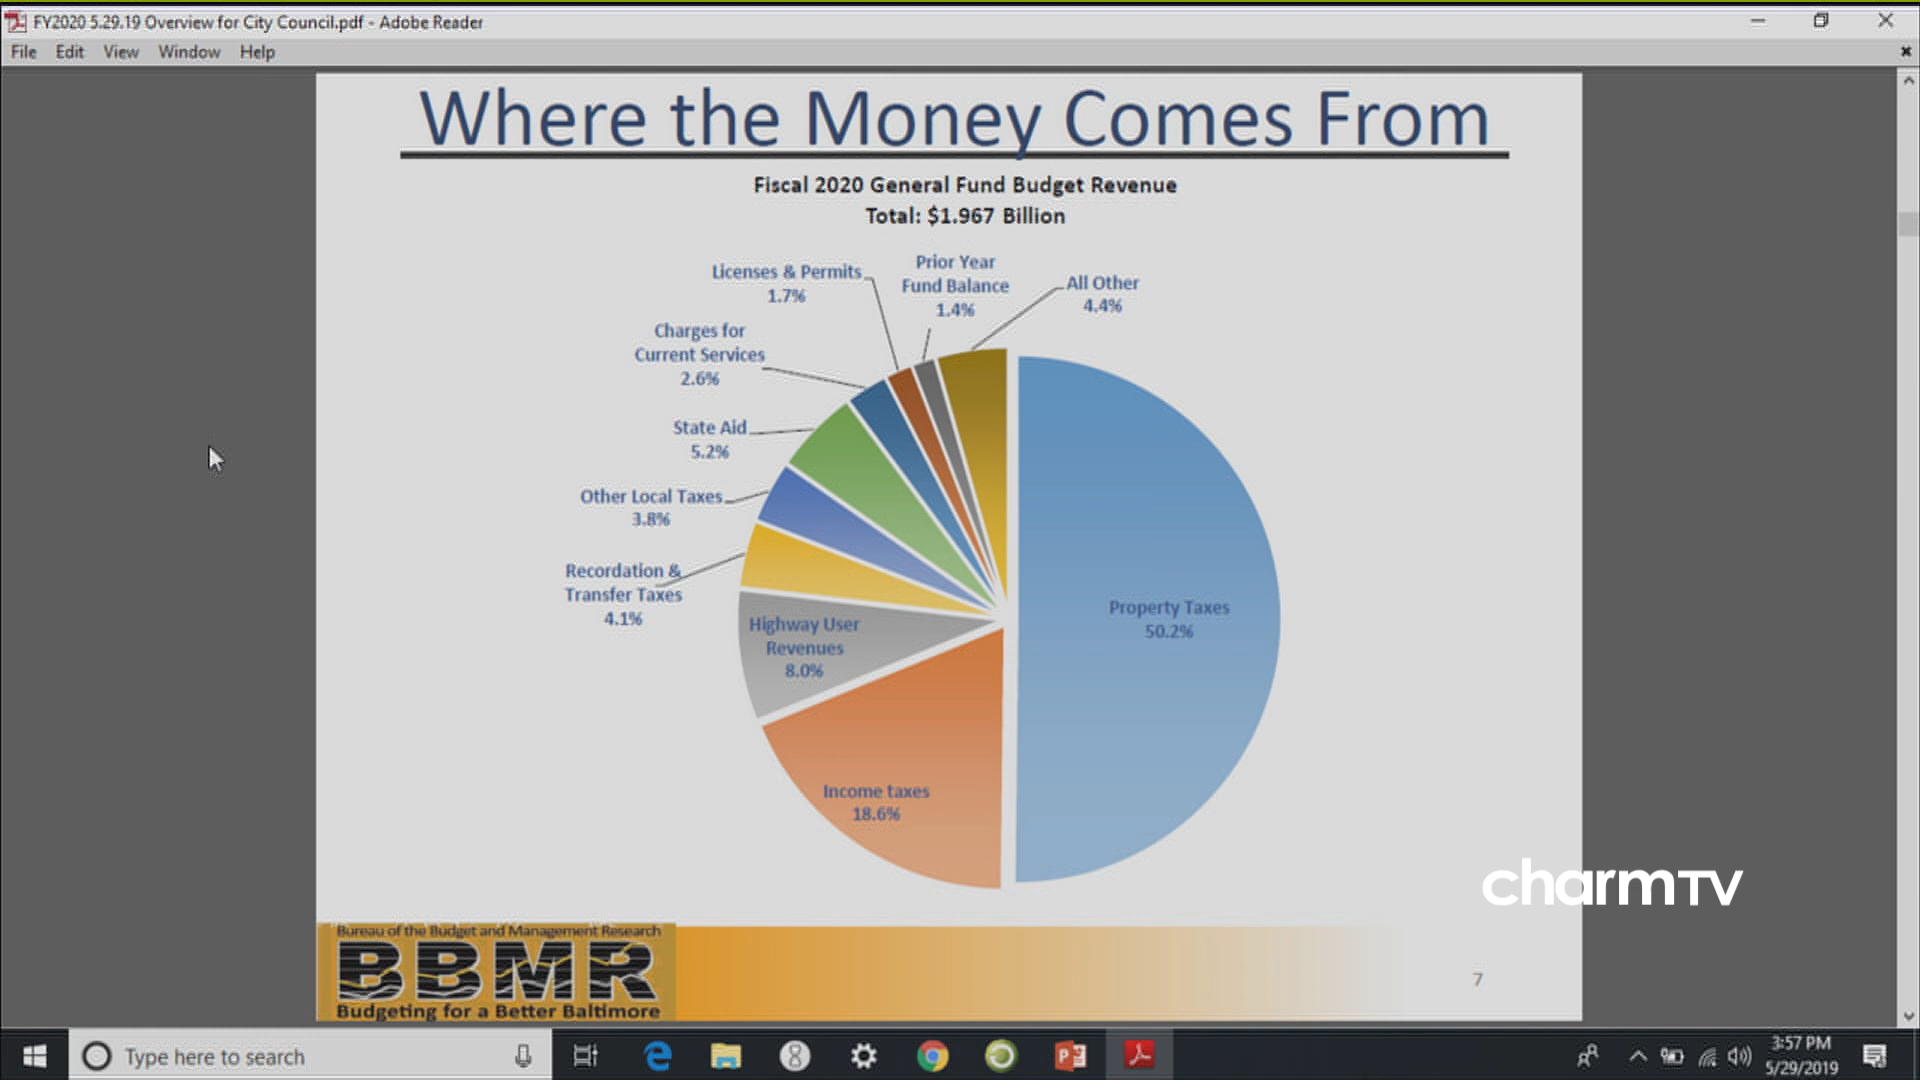 FY2020 5.29.19 Overview for City Council.pdf - Adobe Reader
File Edit View Window Help
Where the Money Comes From
Fiscal 2020 General Fund Budget Revenue
Total: $1.967 Billion
Licenses & Permits
1.7%
Prior Year
Fund Balance
1.4%
All Other
4.4%
Charges for
Current Services
2.6%
State Aid
5.2%
Other Local Taxes
3.8%
Recordation &
Transfer Taxes
4.1%
Highway User
Revenues
8.0%
Property Taxes
50.2%
Income taxes
18.6%
charmTV
Bureau of the Budget and Management Research
BBMR
Budgeting for a Better Baltimore
7
Type here to search
3:57 PM
5/29/2019